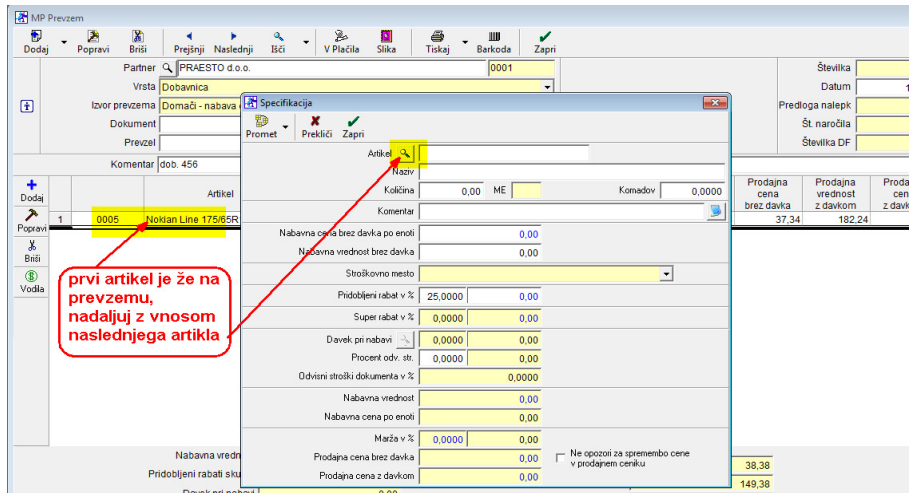 MP Prevzem
Dodaj Popravi Briši Prejšnji Naslednji Išči V Plačila Slika Tiskaj Barkoda Zapri
Partner PRAESTO d.o.o. 0001
Številka
Vrsta Dobavnica
Datum 1
Izvor prevzema Domači - nabava
Predloga nalepk
Dokument
Št. naročila
Prevzel
Številka DF
Komentar dob. 456
Dodaj
Popravi
Briši
Vodila
Artikel
Prodajna cena brez davka
Prodajna vrednost z davkom
1 0005 Nokian Line 175/65R 37,34 182,24
prvi artikel je že na
prevzemu,
nadaljuj z vnosom
naslednjega artikla
Specifikacija
Promet Prekliči Zapri
Artikel
Naziv
Količina 0,00 ME Komadov 0,0000
Komentar
Nabavna cena brez davka po enoti 0,00
Nabavna vrednost brez davka 0,00
Stroškovno mesto
Pridobljeni rabat v % 25,0000 0,00
Super rabat v % 0,0000 0,00
Davek pri nabavi 0,0000 0,00
Procent odv. str. 0,0000 0,00
Odvisni stroški dokumenta v % 0,0000
Nabavna vrednost 0,00
Nabavna cena po enoti 0,00
Marža v % 0,0000 0,00
Prodajna cena brez davka 0,00
Ne opozori za spremembo cene
v prodajnem ceniku
Prodajna cena z davkom 0,00
38,38
149,38